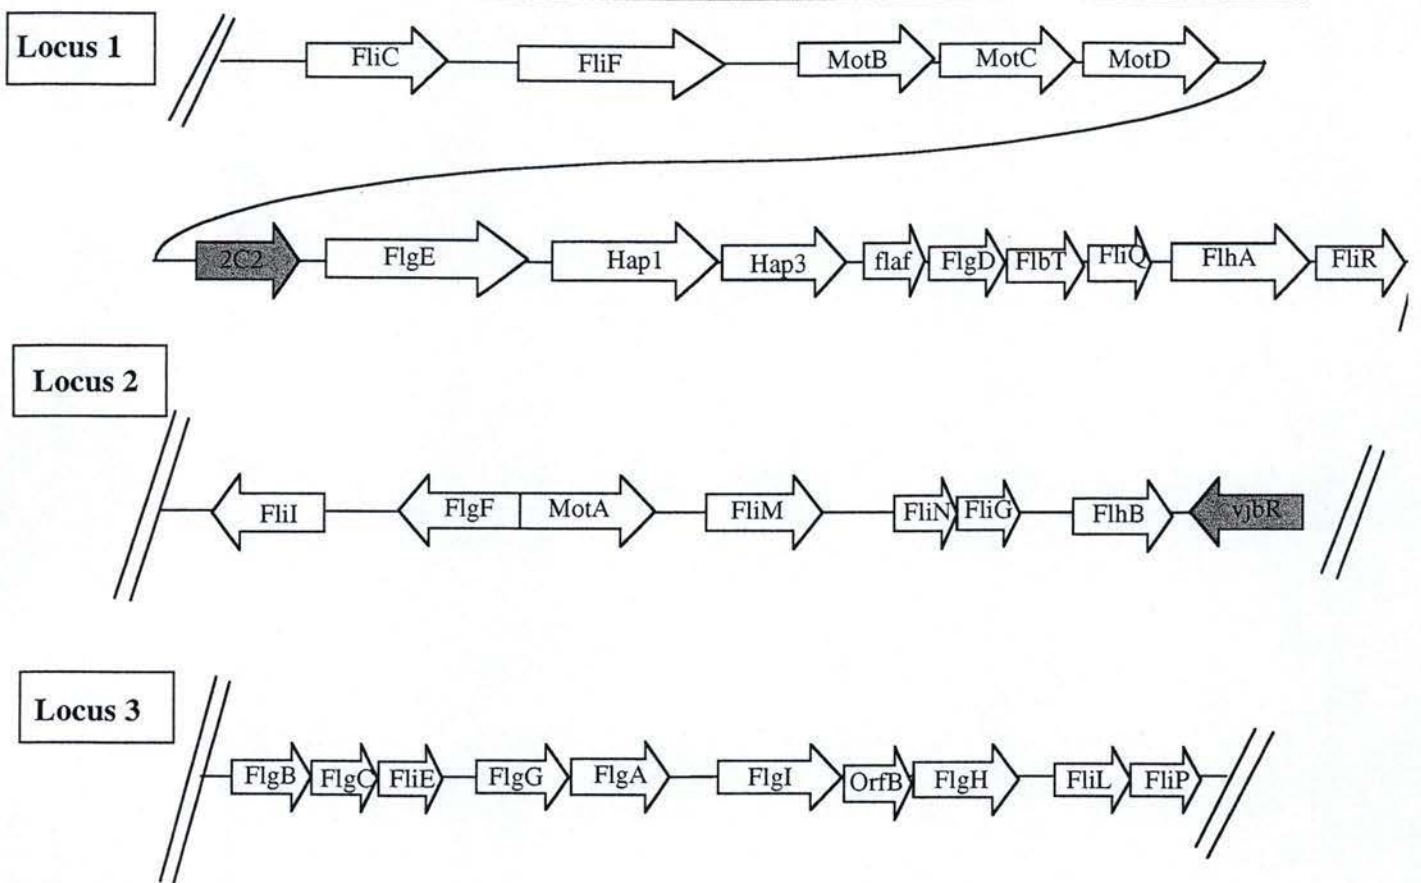 Locus 1
FliC FliF MotB MotC MotD
2C2 FlgE Hap1 Hap3 flaf FlgD FlbT FliQ FlhA FliR
Locus 2
FliI FlgF MotA FliM FliN FliG FlhB vjbR
Locus 3
FlgB FlgC FliE FlgG FlgA FlgI OrfB FlgH FliL FliP